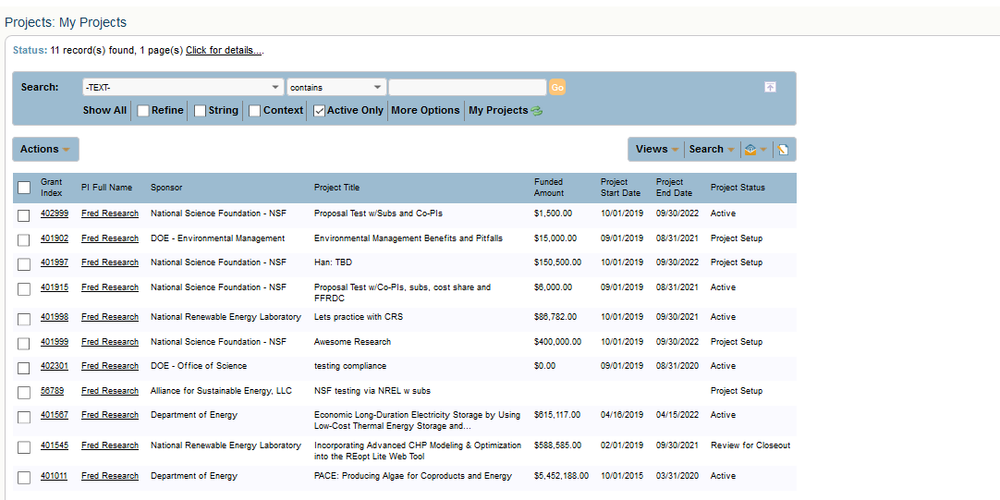 Projects: My Projects
Status: 11 record(s) found, 1 page(s) Click for details....
Search: -TEXT- contains Go
Show All Refine String Context Active Only More Options My Projects
Actions Views Search
Grant Index PI Full Name Sponsor Project Title Funded Amount Project Start Date Project End Date Project Status
402999 Fred Research National Science Foundation - NSF Proposal Test w/Subs and Co-PIs $1,500.00 10/01/2019 09/30/2022 Active
401902 Fred Research DOE - Environmental Management Environmental Management Benefits and Pitfalls $15,000.00 09/01/2019 08/31/2021 Project Setup
401997 Fred Research National Science Foundation - NSF Han: TBD $150,500.00 10/01/2019 09/30/2022 Project Setup
401915 Fred Research National Science Foundation - NSF Proposal Test w/Co-PIs, subs, cost share and $6,000.00 09/01/2019 08/31/2021 Active
FFRDC
401998 Fred Research National Renewable Energy Laboratory Lets practice with CRS $86,782.00 10/01/2019 09/30/2021 Active
401999 Fred Research National Science Foundation - NSF Awesome Research $400,000.00 10/01/2019 09/30/2022 Project Setup
402301 Fred Research DOE - Office of Science testing compliance $0.00 09/01/2019 08/31/2020 Active
56789 Fred Research Alliance for Sustainable Energy, LLC NSF testing via NREL w subs Project Setup
401567 Fred Research Department of Energy Economic Long-Duration Electricity Storage by Using $615,117.00 04/16/2019 04/15/2022 Active
Low-Cost Thermal Energy Storage and...
401545 Fred Research National Renewable Energy Laboratory Incorporating Advanced CHP Modeling & Optimization $588,585.00 02/01/2019 09/30/2021 Review for Closeout
into the REopt Lite Web Tool
401011 Fred Research Department of Energy PACE: Producing Algae for Coproducts and Energy $5,452,188.00 10/01/2015 03/31/2020 Active